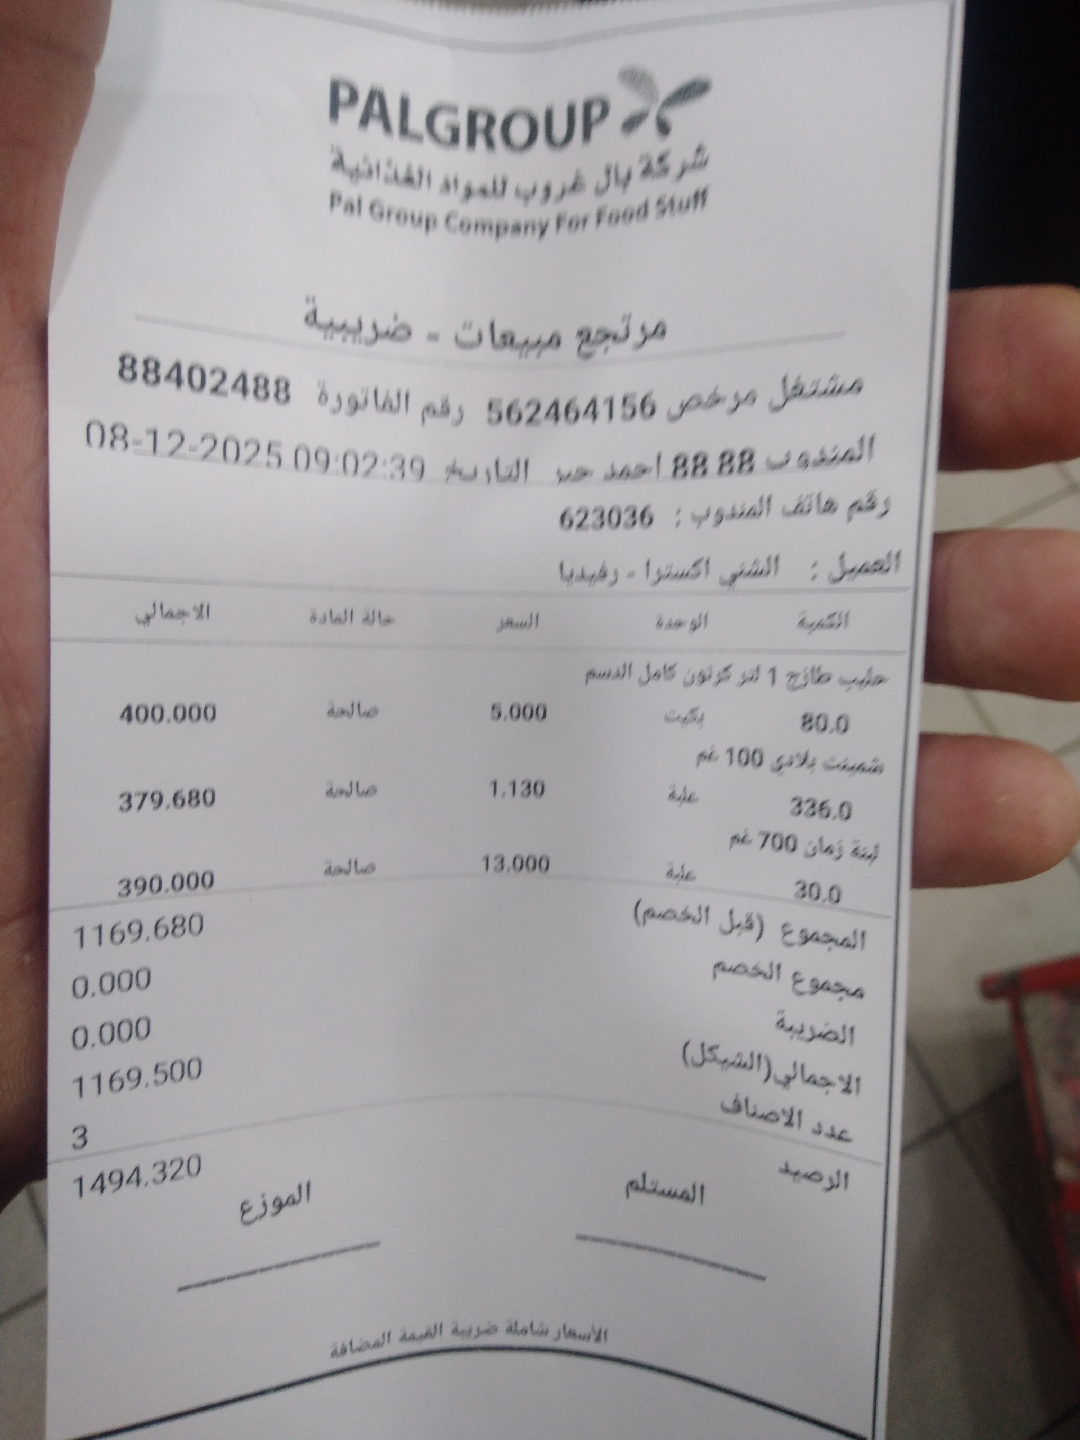 PALGROUP
شركة بال غروب للمواد الغذائية
Pal Group Company For Food Stuff
مرتجع مبيعات - ضريبية
مشتغل مرخص 562464156 رقم الفاتورة 88402488
المندوب 88 88 احمد جبر التاريخ 08-12-2025 09:02:39
رقم هاتف المندوب : 623036
العميل : الشني اكسترا - رفيديا
الكمية الوحدة السعر حالة المادة الاجمالي
حليب طازج 1 لتر كرتون كامل الدسم
80.0 بكيت 5.000 صالحة 400.000
شمينت بلادي 100 غم
336.0 علبة 1.130 صالحة 379.680
لبنة زمان 700 غم
30.0 علبة 13.000 صالحة 390.000
المجموع (قبل الخصم) 1169.680
مجموع الخصم 0.000
الضريبة 0.000
الاجمالي(الشيكل) 1169.500
عدد الاصناف 3
الرصيد 1494.320
المستلم الموزع
الأسعار شاملة ضريبة القيمة المضافة